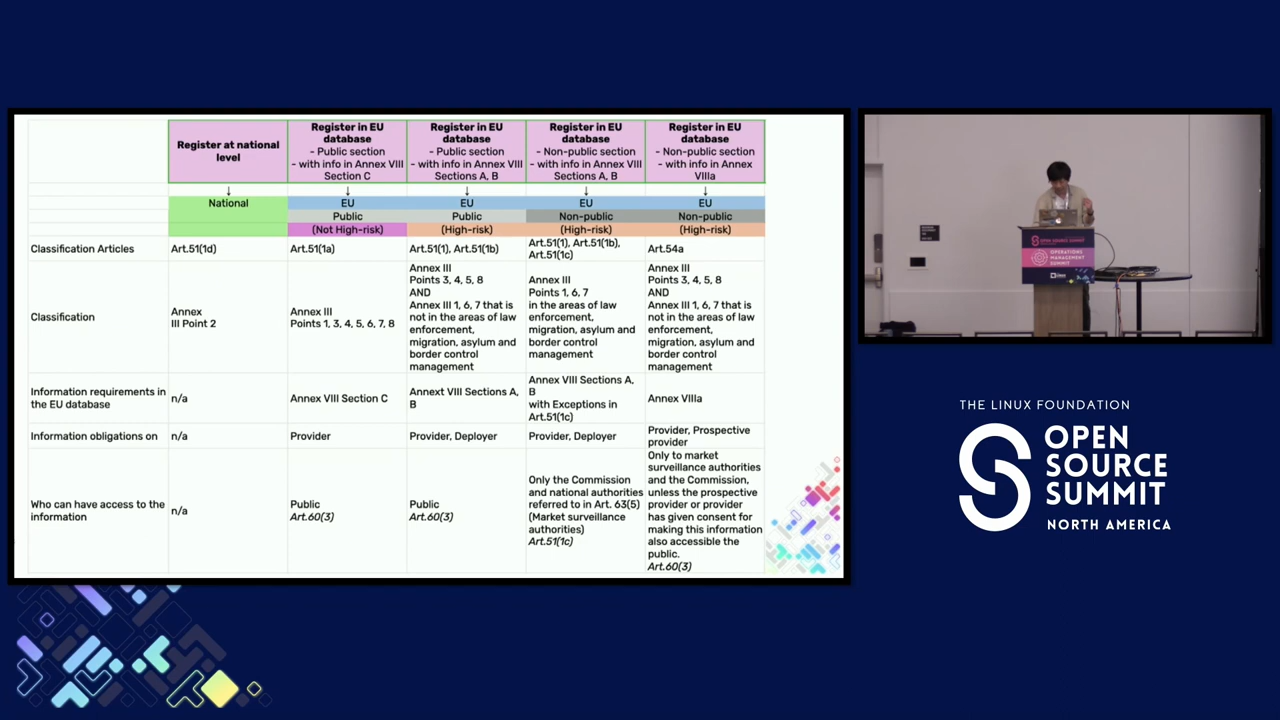 Register at national
level
Register in EU
database
- Public section
- with info in Annex VIII
Section C
Register in EU
database
- Public section
- with info in Annex VIII
Sections A, B
Register in EU
database
- Non-public section
- with info in Annex VIII
Sections A, B
Register in EU
database
- Non-public section
- with info in Annex
VIIIa
↓ ↓ ↓ ↓ ↓
National EU EU EU EU
Public Public Non-public Non-public
(Not High-risk) (High-risk) (High-risk) (High-risk)
Classification Articles
Art.51(1d)
Art.51(1a)
Art.51(1), Art.51(1b)
Art.51(1), Art.51(1b),
Art.51(1c)
Art.54a
Classification
Annex
III Point 2
Annex III
Points 1, 3, 4, 5, 6, 7, 8
Annex III
Points 3, 4, 5, 8
AND
Annex III 1, 6, 7 that is
not in the areas of law
enforcement,
migration, asylum and
border control
management
Annex III
Points 1, 6, 7
in the areas of law
enforcement,
migration, asylum and
border control
management
Annex III
Points 3, 4, 5, 8
AND
Annex III 1, 6, 7 that is
not in the areas of law
enforcement,
migration, asylum and
border control
management
Information requirements in
the EU database
n/a
Annex VIII Section C
Annext VIII Sections A,
B
Annex VIII Sections A,
B
with Exceptions in
Art.51(1c)
Annex VIIIa
Information obligations on
n/a
Provider
Provider, Deployer
Provider, Deployer
Provider, Prospective
provider
Who can have access to the
information
n/a
Public
Art.60(3)
Public
Art.60(3)
Only the Commission
and national authorities
referred to in Art. 63(5)
(Market surveillance
authorities)
Art.51(1c)
Only to market
surveillance authorities
and the Commission,
unless the prospective
provider or provider
has given consent for
making this information
also accessible the
public.
Art.60(3)
OPEN SOURCE SUMMIT
OPERATIONS
MANAGEMENT
SUMMIT
THE LINUX FOUNDATION
OPEN
SOURCE
SUMMIT
NORTH AMERICA